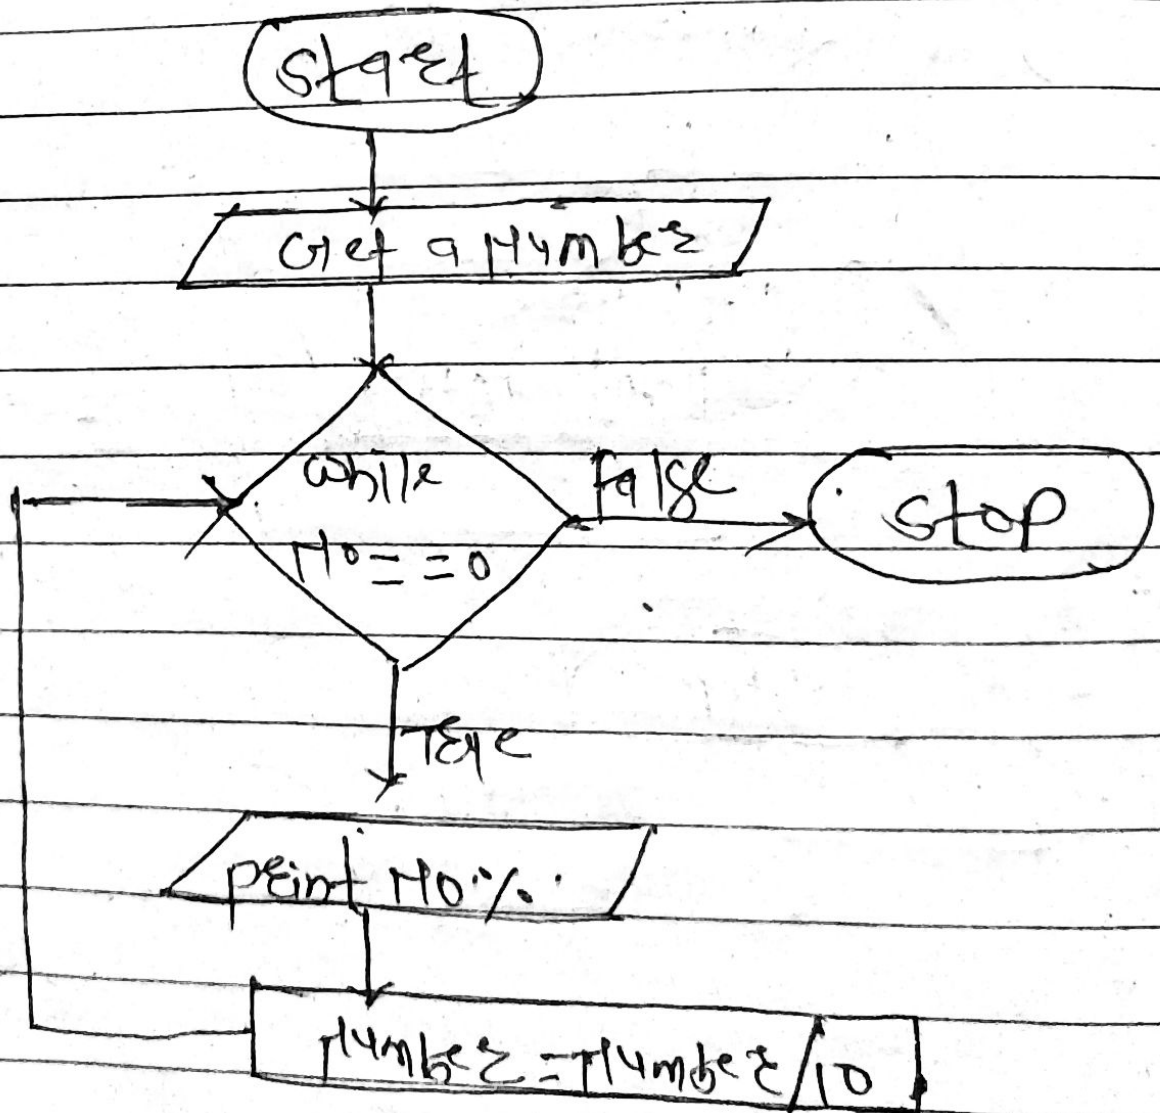 Start
Get a Number
while
No = = 0
False
Stop
True
print No %
Number = Number / 10